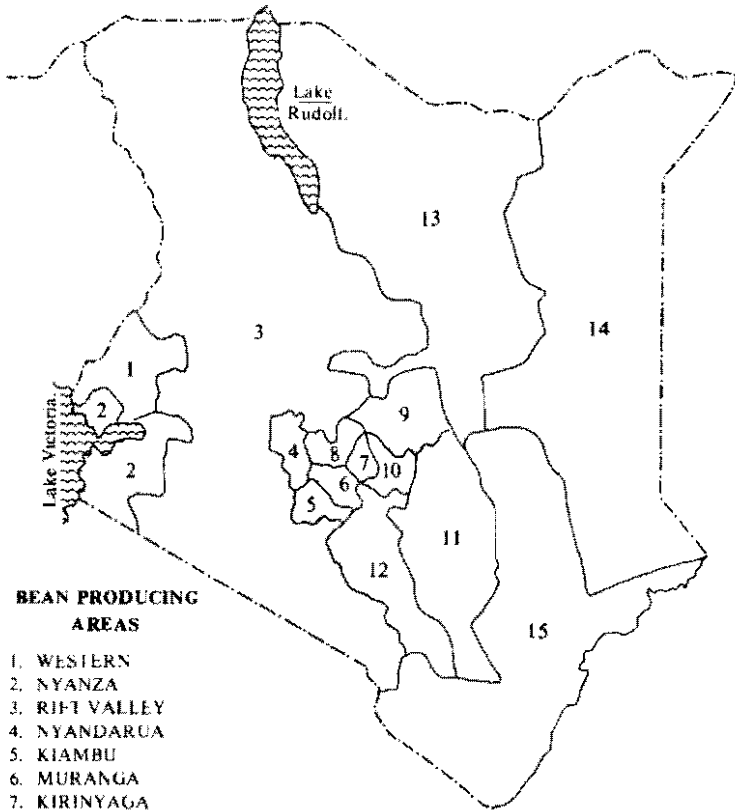 Lake
Rudolf.
13
3
14
1
2
9
4
8
7
10
6
5
2
11
12
15
Lake Victoria.
BEAN PRODUCING
AREAS
1. WESTERN
2. NYANZA
3. RIFT VALLEY
4. NYANDARUA
5. KIAMBU
6. MURANGA
7. KIRINYAGA